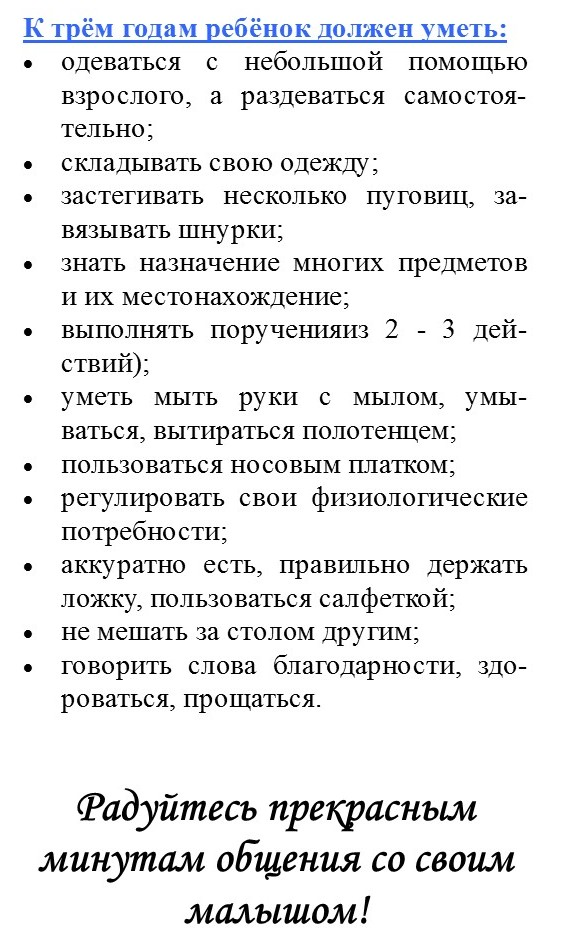 К трём годам ребёнок должен уметь:
• одеваться с небольшой помощью
взрослого, а раздеваться самостоя-
тельно;
• складывать свою одежду;
• застегивать несколько пуговиц, за-
вязывать шнурки;
• знать назначение многих предметов
и их местонахождение;
• выполнять порученияиз 2 - 3 дей-
ствий);
• уметь мыть руки с мылом, умы-
ваться, вытираться полотенцем;
• пользоваться носовым платком;
• регулировать свои физиологические
потребности;
• аккуратно есть, правильно держать
ложку, пользоваться салфеткой;
• не мешать за столом другим;
• говорить слова благодарности, здо-
роваться, прощаться.
Радуйтесь прекрасным
минутам общения со своим
малышом!